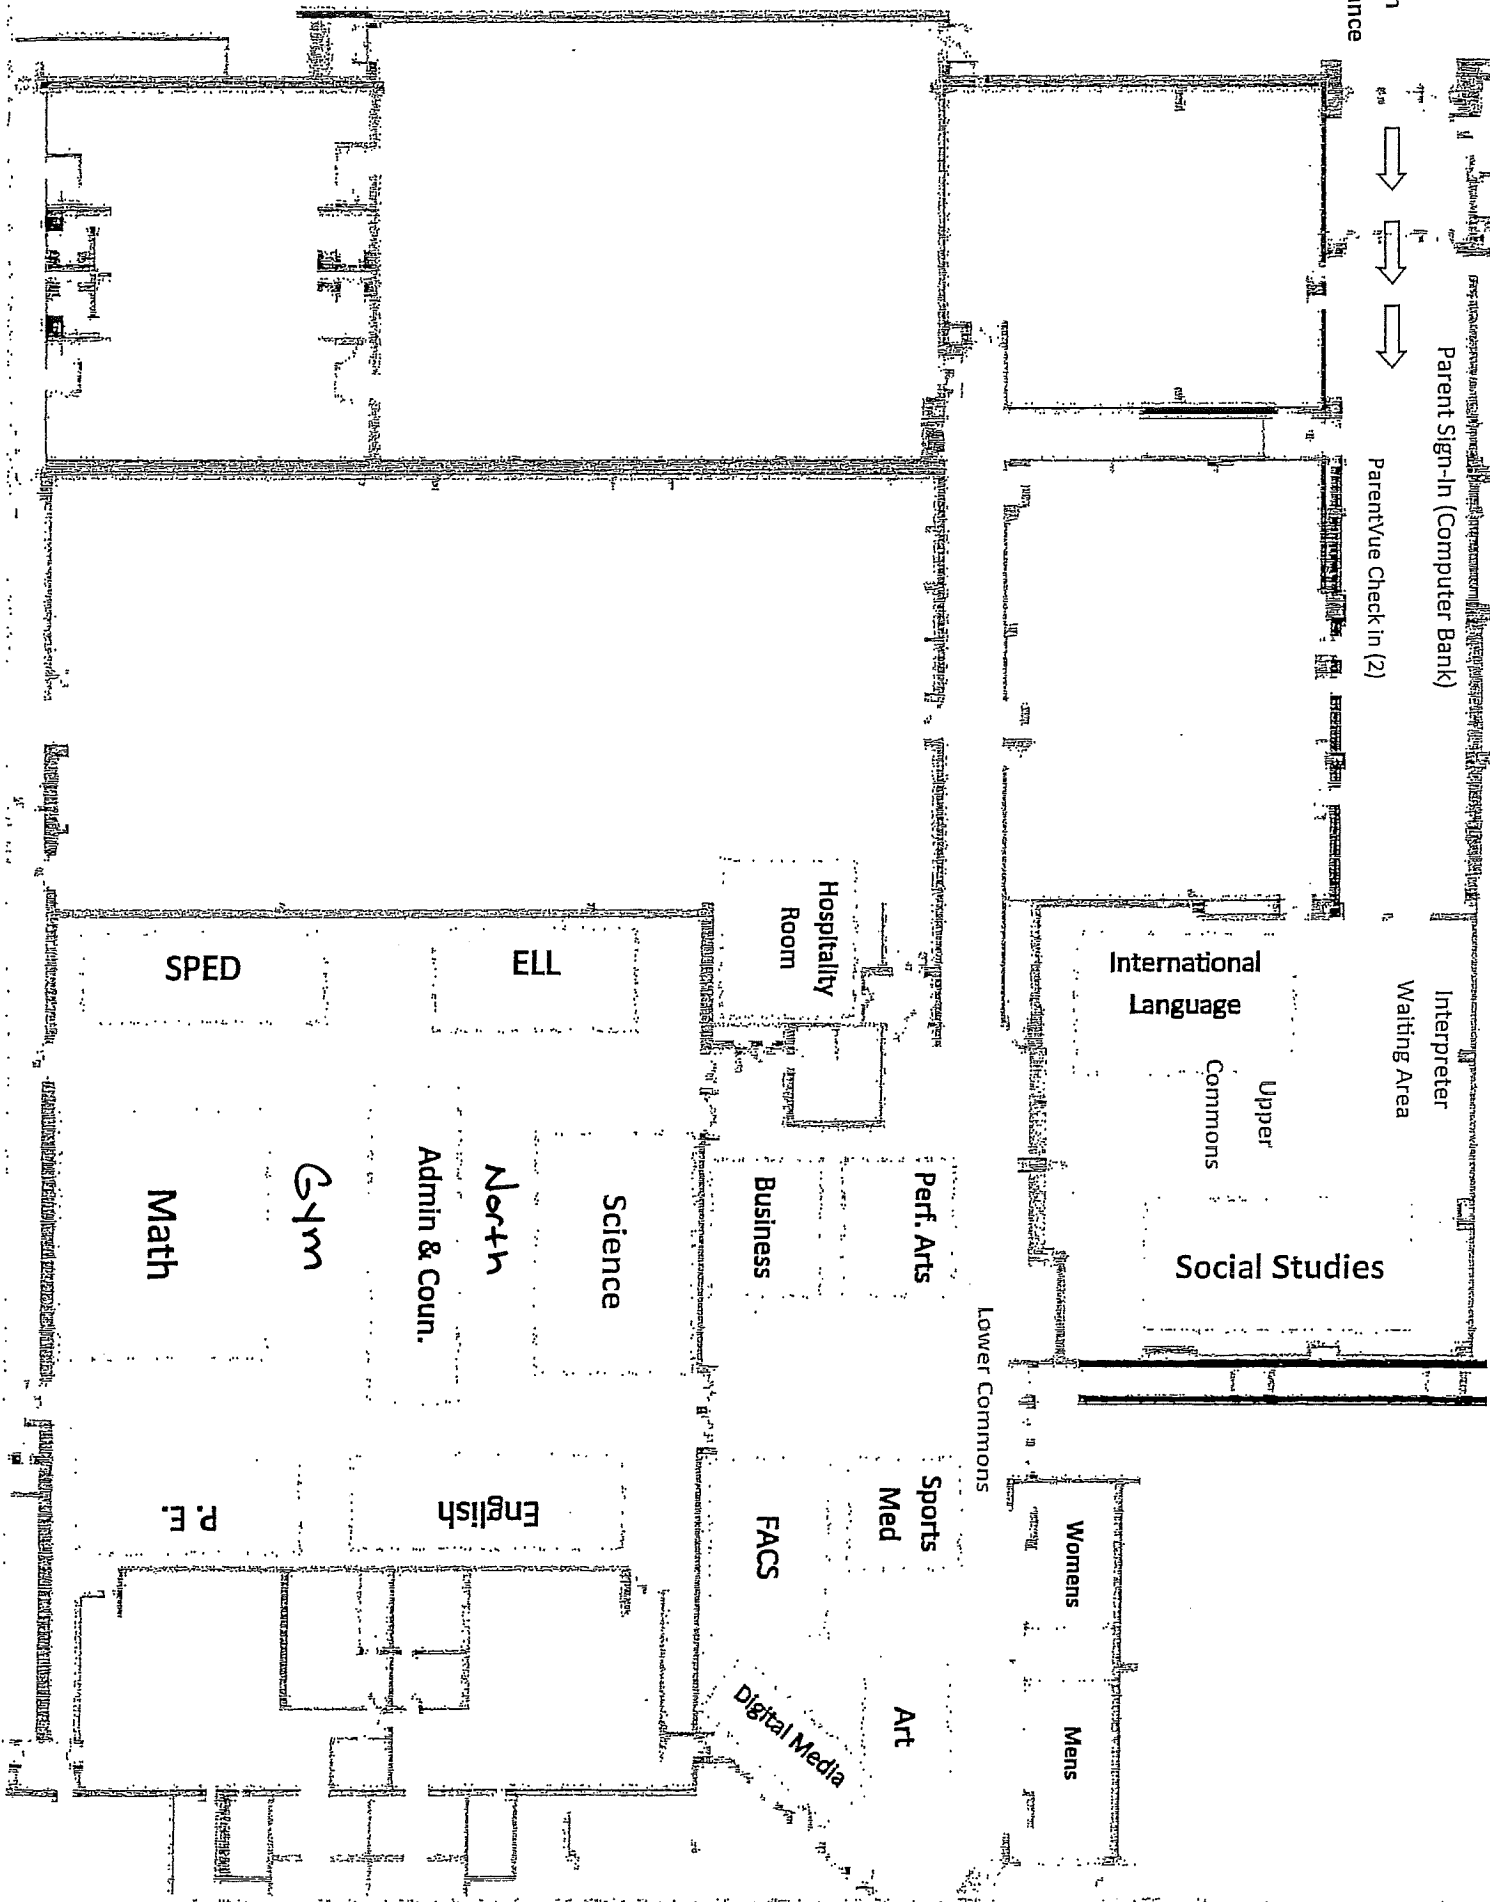 n
ance
Parent Sign-In (Computer Bank)
ParentVue Check in (2)
Interpreter
Waiting Area
International
Language
Upper
Commons
Social Studies
Hospitality
Room
Perf. Arts
Business
Lower Commons
Sports
Med
FACS
Art
Digital Media
Womens
Mens
SPED
ELL
Science
North
Admin & Coun.
Gym
Math
English
P.E.